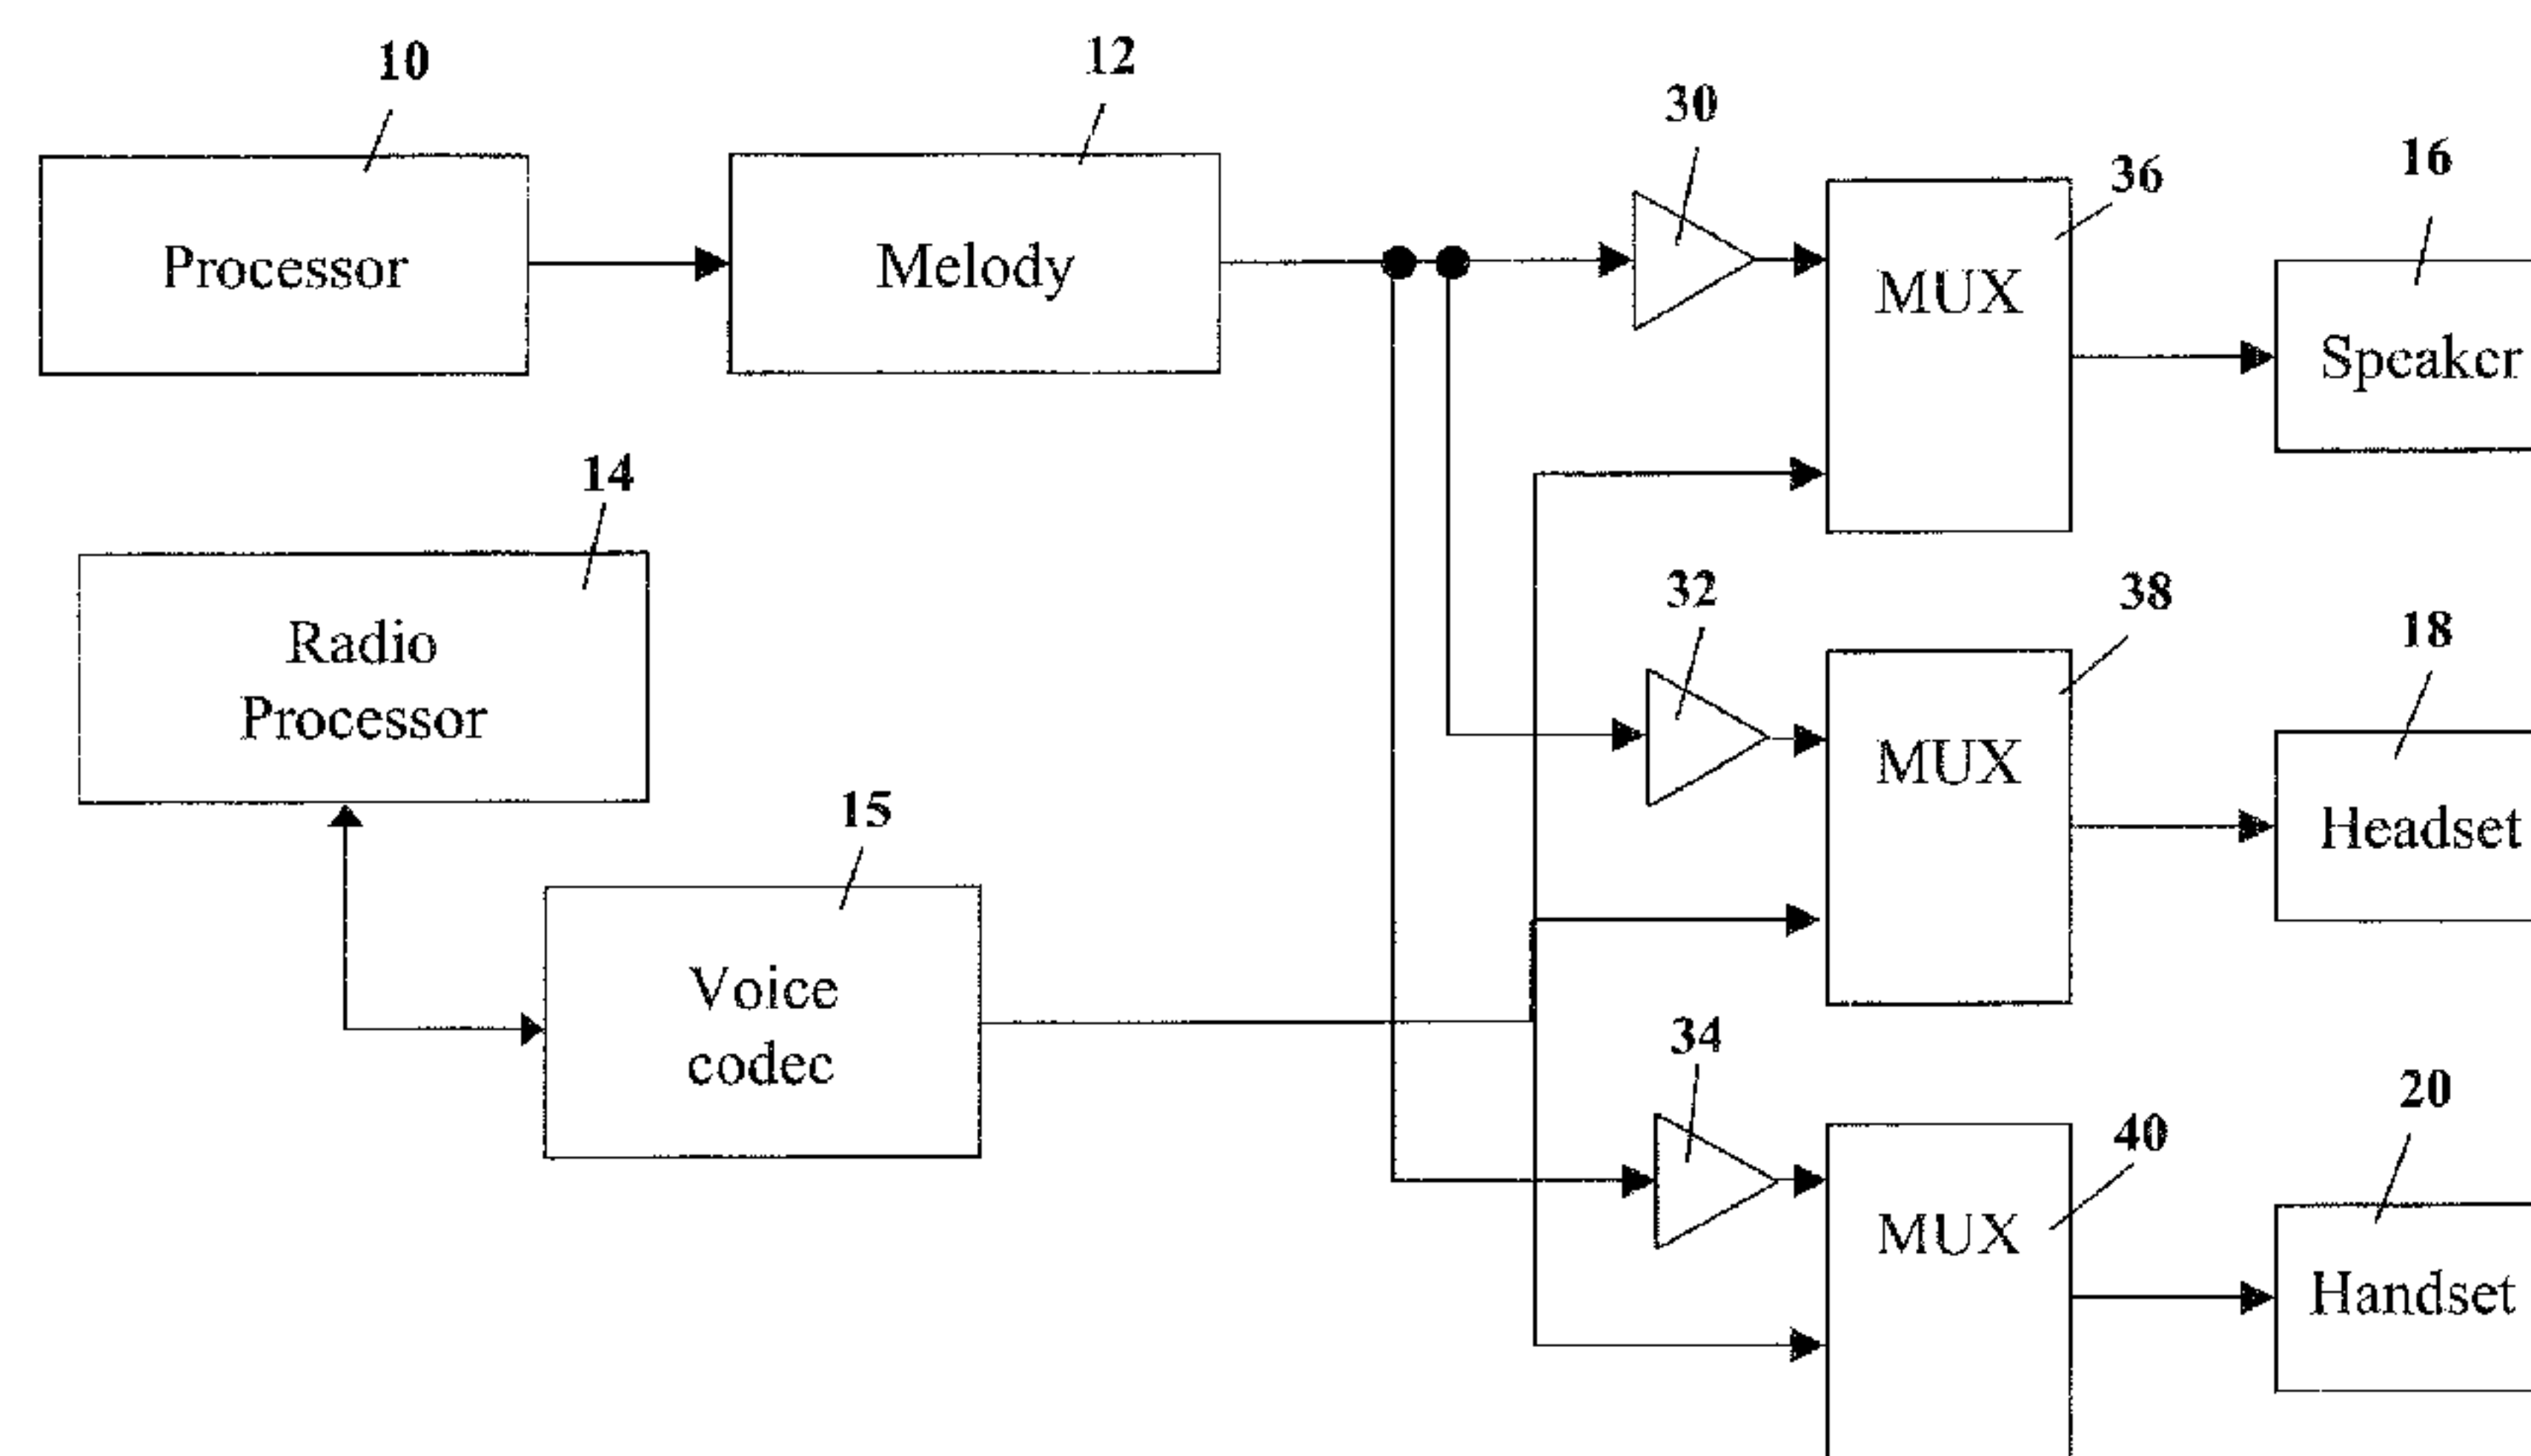 10
12
30
36
16
Processor
Melody
MUX
Speaker
14
32
38
18
Radio
Processor
MUX
15
Headset
Voice
codec
34
40
20
MUX
Handset